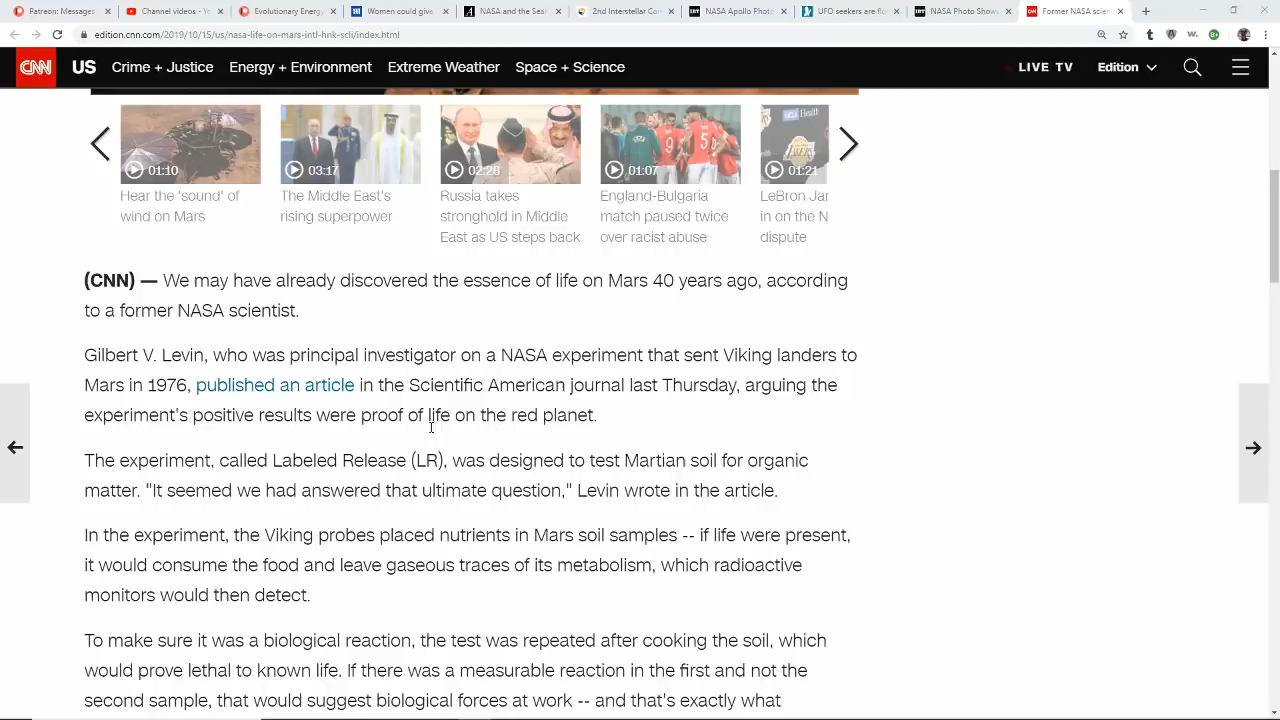 Patreon: Messages
Channel videos - Yo
Evolutionary Energy
Women could give
NASA and the Sea
2nd Interstellar Con
NASA Apollo Photo
UFO seekers are flo
NASA Photo Show
Former NASA scien
edition.cnn.com/2019/10/15/us/nasa-life-on-mars-intl-hnk-scli/index.html
CNN US Crime + Justice Energy + Environment Extreme Weather Space + Science LIVE TV Edition
01:10 03:17 02:28 01:07 01:21
Hear the 'sound' of
wind on Mars
The Middle East's
rising superpower
Russia takes
stronghold in Middle
East as US steps back
England-Bulgaria
match paused twice
over racist abuse
LeBron Jar
in on the N
dispute
(CNN) — We may have already discovered the essence of life on Mars 40 years ago, according
to a former NASA scientist.
Gilbert V. Levin, who was principal investigator on a NASA experiment that sent Viking landers to
Mars in 1976, published an article in the Scientific American journal last Thursday, arguing the
experiment's positive results were proof of life on the red planet.
The experiment, called Labeled Release (LR), was designed to test Martian soil for organic
matter. "It seemed we had answered that ultimate question," Levin wrote in the article.
In the experiment, the Viking probes placed nutrients in Mars soil samples -- if life were present,
it would consume the food and leave gaseous traces of its metabolism, which radioactive
monitors would then detect.
To make sure it was a biological reaction, the test was repeated after cooking the soil, which
would prove lethal to known life. If there was a measurable reaction in the first and not the
second sample, that would suggest biological forces at work -- and that's exactly what